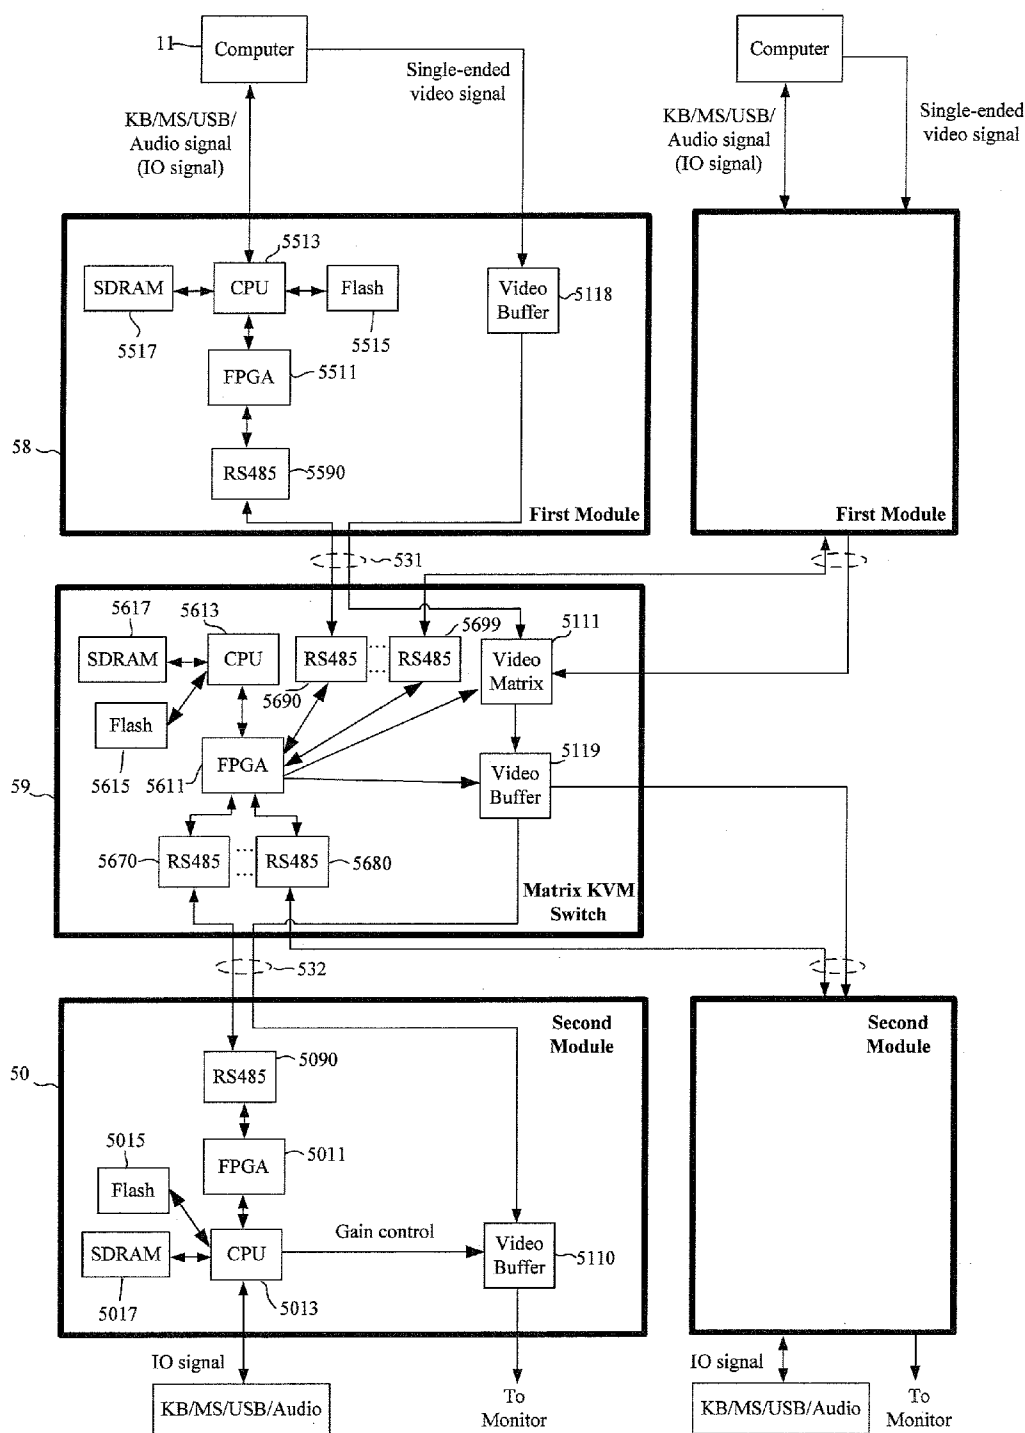 11
Computer
Single-ended
video signal
KB/MS/USB/
Audio signal
(IO signal)
Computer
KB/MS/USB/
Audio signal
(IO signal)
Single-ended
video signal
5513
SDRAM
CPU
Flash
5517
5515
Video
Buffer
5118
FPGA
5511
58
RS485
5590
First Module
First Module
531
5617
5613
5699
5111
SDRAM
CPU
RS485
RS485
Video
Matrix
5690
Flash
5615
5611
FPGA
5119
Video
Buffer
59
5670
RS485
RS485
5680
Matrix KVM
Switch
532
Second
Module
Second
Module
50
5090
RS485
5015
Flash
FPGA
5011
Gain control
SDRAM
CPU
Video
Buffer
5110
5017
5013
IO signal
KB/MS/USB/Audio
To
Monitor
IO signal
KB/MS/USB/Audio
To
Monitor